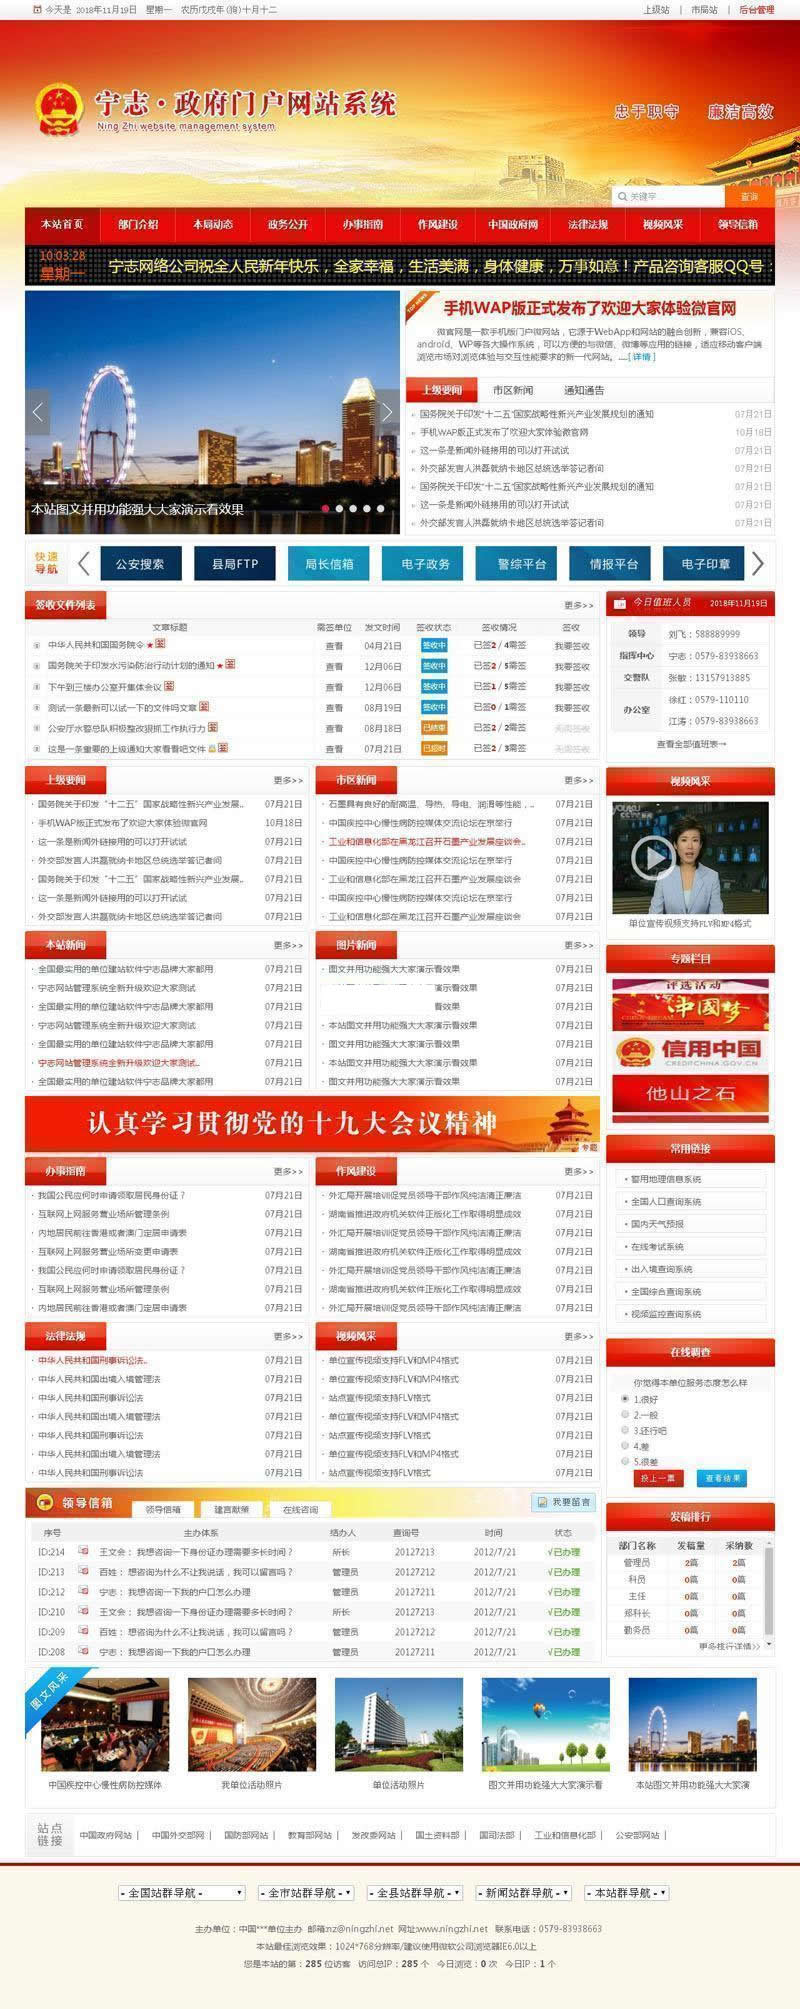 今天是 2018年11月19日 星期一 农历戊戌年(狗)十月十二
上级站 | 市局站 | 后台管理
宁志·政府门户网站系统
Ning Zhi website management system
忠于职守 廉洁高效
关键字... 查询
本站首页 部门介绍 本局动态 政务公开 办事指南 作风建设 中国政府网 法律法规 视频风采 领导信箱
10:03:28
星期一
宁志网络公司祝全人民新年快乐，全家幸福，生活美满，身体健康，万事如意！产品咨询客服QQ号：
本站图文并用功能强大大家演示看效果
TOP NEWS
手机WAP版正式发布了欢迎大家体验微官网
微官网是一款手机版门户微网站，它源于WebApp和网站的融合创新，兼容iOS、
android、WP等各大操作系统，可以方便的与微信、微博等应用的链接，适应移动客户端
浏览市场对浏览体验与交互性能要求的新一代网站。....[ 详情 ]
上级要闻 市区新闻 通知通告
国务院关于印发"十二五"国家战略性新兴产业发展规划的通知 07月21日
手机WAP版正式发布了欢迎大家体验微官网 10月18日
这一条是新闻外链接用的可以打开试试 07月21日
外交部发言人洪磊就纳卡地区总统选举答记者问 07月21日
国务院关于印发"十二五"国家战略性新兴产业发展规划的通知 07月21日
这一条是新闻外链接用的可以打开试试 07月21日
外交部发言人洪磊就纳卡地区总统选举答记者问 07月21日
快速
导航
公安搜索 县局FTP 局长信箱 电子政务 警综平台 情报平台 电子印章
签收文件列表 更多>>
文章标题 需签单位 发文时间 签收状态 签收情况 签收
中华人民共和国国务院令 ★ 查看 04月21日 签收中 已签2 / 4需签 我要签收
国务院关于印发水污染防治行动计划的通知 ★ 查看 12月06日 签收中 已签2 / 5需签 我要签收
下午到三楼办公室开集体会议 查看 12月06日 签收中 已签1 / 5需签 我要签收
测试一条最新可以试一下的文件吗文章 查看 08月19日 签收中 已签0 / 1需签 我要签收
公安厅水警总队积极整改狠抓工作执行力 查看 08月18日 已结束 已签2 / 2需签 无需签收
这是一条重要的上级通知大家看看吧文件 查看 07月21日 已超时 已签2 / 3需签 无需签收
今日值班人员 2018年11月19日
领导 刘飞：588889999
指挥中心 宁志：0579-83938663
交警队 张敏：13157913885
办公室 徐红：0579-110110
江涛：0579-83938663
查看全部值班表→
上级要闻 更多>>
国务院关于印发“十二五”国家战略性新兴产业发展.. 07月21日
手机WAP版正式发布了欢迎大家体验微官网 10月18日
这一条是新闻外链接用的可以打开试试 07月21日
外交部发言人洪磊就纳卡地区总统选举答记者问 07月21日
国务院关于印发“十二五”国家战略性新兴产业发展.. 07月21日
这一条是新闻外链接用的可以打开试试 07月21日
外交部发言人洪磊就纳卡地区总统选举答记者问 07月21日
市区新闻 更多>>
石墨具有良好的耐高温、导热、导电、润滑等性能，.. 07月21日
中国疾控中心慢性病防控媒体交流论坛在京举行 07月21日
工业和信息化部在黑龙江召开石墨产业发展座谈会.. 07月21日
中国疾控中心慢性病防控媒体交流论坛在京举行 07月21日
工业和信息化部在黑龙江召开石墨产业发展座谈会 07月21日
中国疾控中心慢性病防控媒体交流论坛在京举行 07月21日
工业和信息化部在黑龙江召开石墨产业发展座谈会 07月21日
视频风采
单位宣传视频支持FLV和MP4格式
本站新闻 更多>>
全国最实用的单位建站软件宁志品牌大家都用 07月21日
宁志网站管理系统全新升级欢迎大家测试 07月21日
全国最实用的单位建站软件宁志品牌大家都用 07月21日
宁志网站管理系统全新升级欢迎大家测试 07月21日
全国最实用的单位建站软件宁志品牌大家都用 07月21日
宁志网站管理系统全新升级欢迎大家测试.. 07月21日
全国最实用的单位建站软件宁志品牌大家都用 07月21日
图片新闻 更多>>
图文并用功能强大大家演示看效果 07月21日
演示看效果 07月21日
看效果 07月21日
本站图文并用功能强大大家演示看效果 07月21日
图文并用功能强大大家演示看效果 07月21日
本站图文并用功能强大大家演示看效果 07月21日
图文并用功能强大大家演示看效果 07月21日
专题栏目
评选活动
中国梦
信用中国
CREDITCHINA.GOV.CN
他山之石
认真学习贯彻党的十九大会议精神
专题
办事指南 更多>>
我国公民应何时申请领取居民身份证？ 07月21日
互联网上网服务营业场所管理条例 07月21日
内地居民前往香港或者澳门定居申请表 07月21日
互联网上网服务营业场所变更申请表 07月21日
我国公民应何时申请领取居民身份证？ 07月21日
互联网上网服务营业场所管理条例 07月21日
内地居民前往香港或者澳门定居申请表 07月21日
作风建设 更多>>
外汇局开展培训促党员领导干部作风纯洁清正廉洁 07月21日
湖南省推进政府机关软件正版化工作取得明显成效 07月21日
外汇局开展培训促党员领导干部作风纯洁清正廉洁 07月21日
湖南省推进政府机关软件正版化工作取得明显成效 07月21日
外汇局开展培训促党员领导干部作风纯洁清正廉洁 07月21日
湖南省推进政府机关软件正版化工作取得明显成效 07月21日
外汇局开展培训促党员领导干部作风纯洁清正廉洁 07月21日
常用链接
警用地理信息系统
全国人口查询系统
国内天气预报
在线考试系统
出入境查询系统
全国综合查询系统
视频监控查询系统
法律法规 更多>>
中华人民共和国刑事诉讼法.. 07月21日
中华人民共和国出境入境管理法 07月21日
中华人民共和国刑事诉讼法 07月21日
中华人民共和国出境入境管理法 07月21日
中华人民共和国刑事诉讼法 07月21日
中华人民共和国出境入境管理法 07月21日
中华人民共和国刑事诉讼法 07月21日
视频风采 更多>>
单位宣传视频支持FLV和MP4格式 07月21日
单位宣传视频支持FLV和MP4格式 07月21日
站点宣传视频支持FLV格式 07月21日
单位宣传视频支持FLV和MP4格式 07月21日
站点宣传视频支持FLV格式 07月21日
单位宣传视频支持FLV和MP4格式 07月21日
站点宣传视频支持FLV格式 07月21日
在线调查
你觉得本单位服务态度怎么样
1.很好
2.一般
3.还行吧
4.差
5.很差
投上一票 查看结果
领导信箱 领导信箱 建言献策 在线咨询 我要留言
序号 主办体系 结办人 查询号 时间 状态
ID:214 王文会： 我想咨询一下身份证办理需要多长时间？ 所长 20127213 2012/7/21 √已办理
ID:213 百姓： 想咨询为什么不让我说话，我可以留言吗？ 管理员 20127212 2012/7/21 √已办理
ID:212 宁志： 我想咨询一下我的户口怎么办理 管理员 20127211 2012/7/21 √已办理
ID:210 王文会： 我想咨询一下身份证办理需要多长时间？ 所长 20127213 2012/7/21 √已办理
ID:209 百姓： 想咨询为什么不让我说话，我可以留言吗？ 管理员 20127212 2012/7/21 √已办理
ID:208 宁志： 我想咨询一下我的户口怎么办理 管理员 20127211 2012/7/21 √已办理
发稿排行
部门名称 发稿量 采纳数
管理员 2篇 2篇
科员 0篇 0篇
主任 0篇 0篇
郑科长 0篇 0篇
勤务员 0篇 0篇
更多排行详情>>
图文风采
中国疾控中心慢性病防控媒体 我单位活动照片 单位活动照片 图文并用功能强大大家演示看 本站图文并用功能强大大家演
站点
链接
中国政府网站 | 中国外交部网 | 国防部网站 | 教育部网站 | 发改委网站 | 国土资料部 | 国司法部 | 工业和信息化部 | 公安部网站 |
- 全国站群导航 - - 全市站群导航 - - 全县站群导航 - - 新闻站群导航 - - 本站群导航 -
主办单位：中国***单位主办 邮箱:nz@ningzhi.net 网址:www.ningzhi.net 联系电话：0579-83938663
本站最佳浏览效果：1024*768分辨率/建议使用微软公司浏览器IE6.0以上
您是本站的第：285 位访客 访问总IP：285 个 今日浏览：0 次 今日IP：1 个